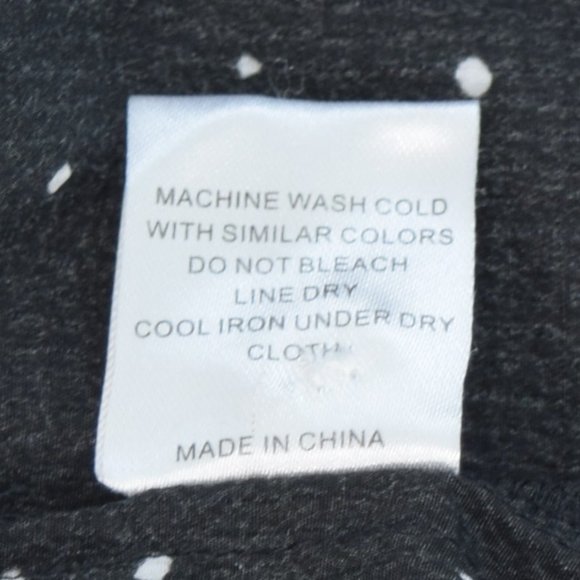 MACHINE WASH COLD
WITH SIMILAR COLORS
DO NOT BLEACH
LINE DRY
COOL IRON UNDER DRY
CLOTH
MADE IN CHINA